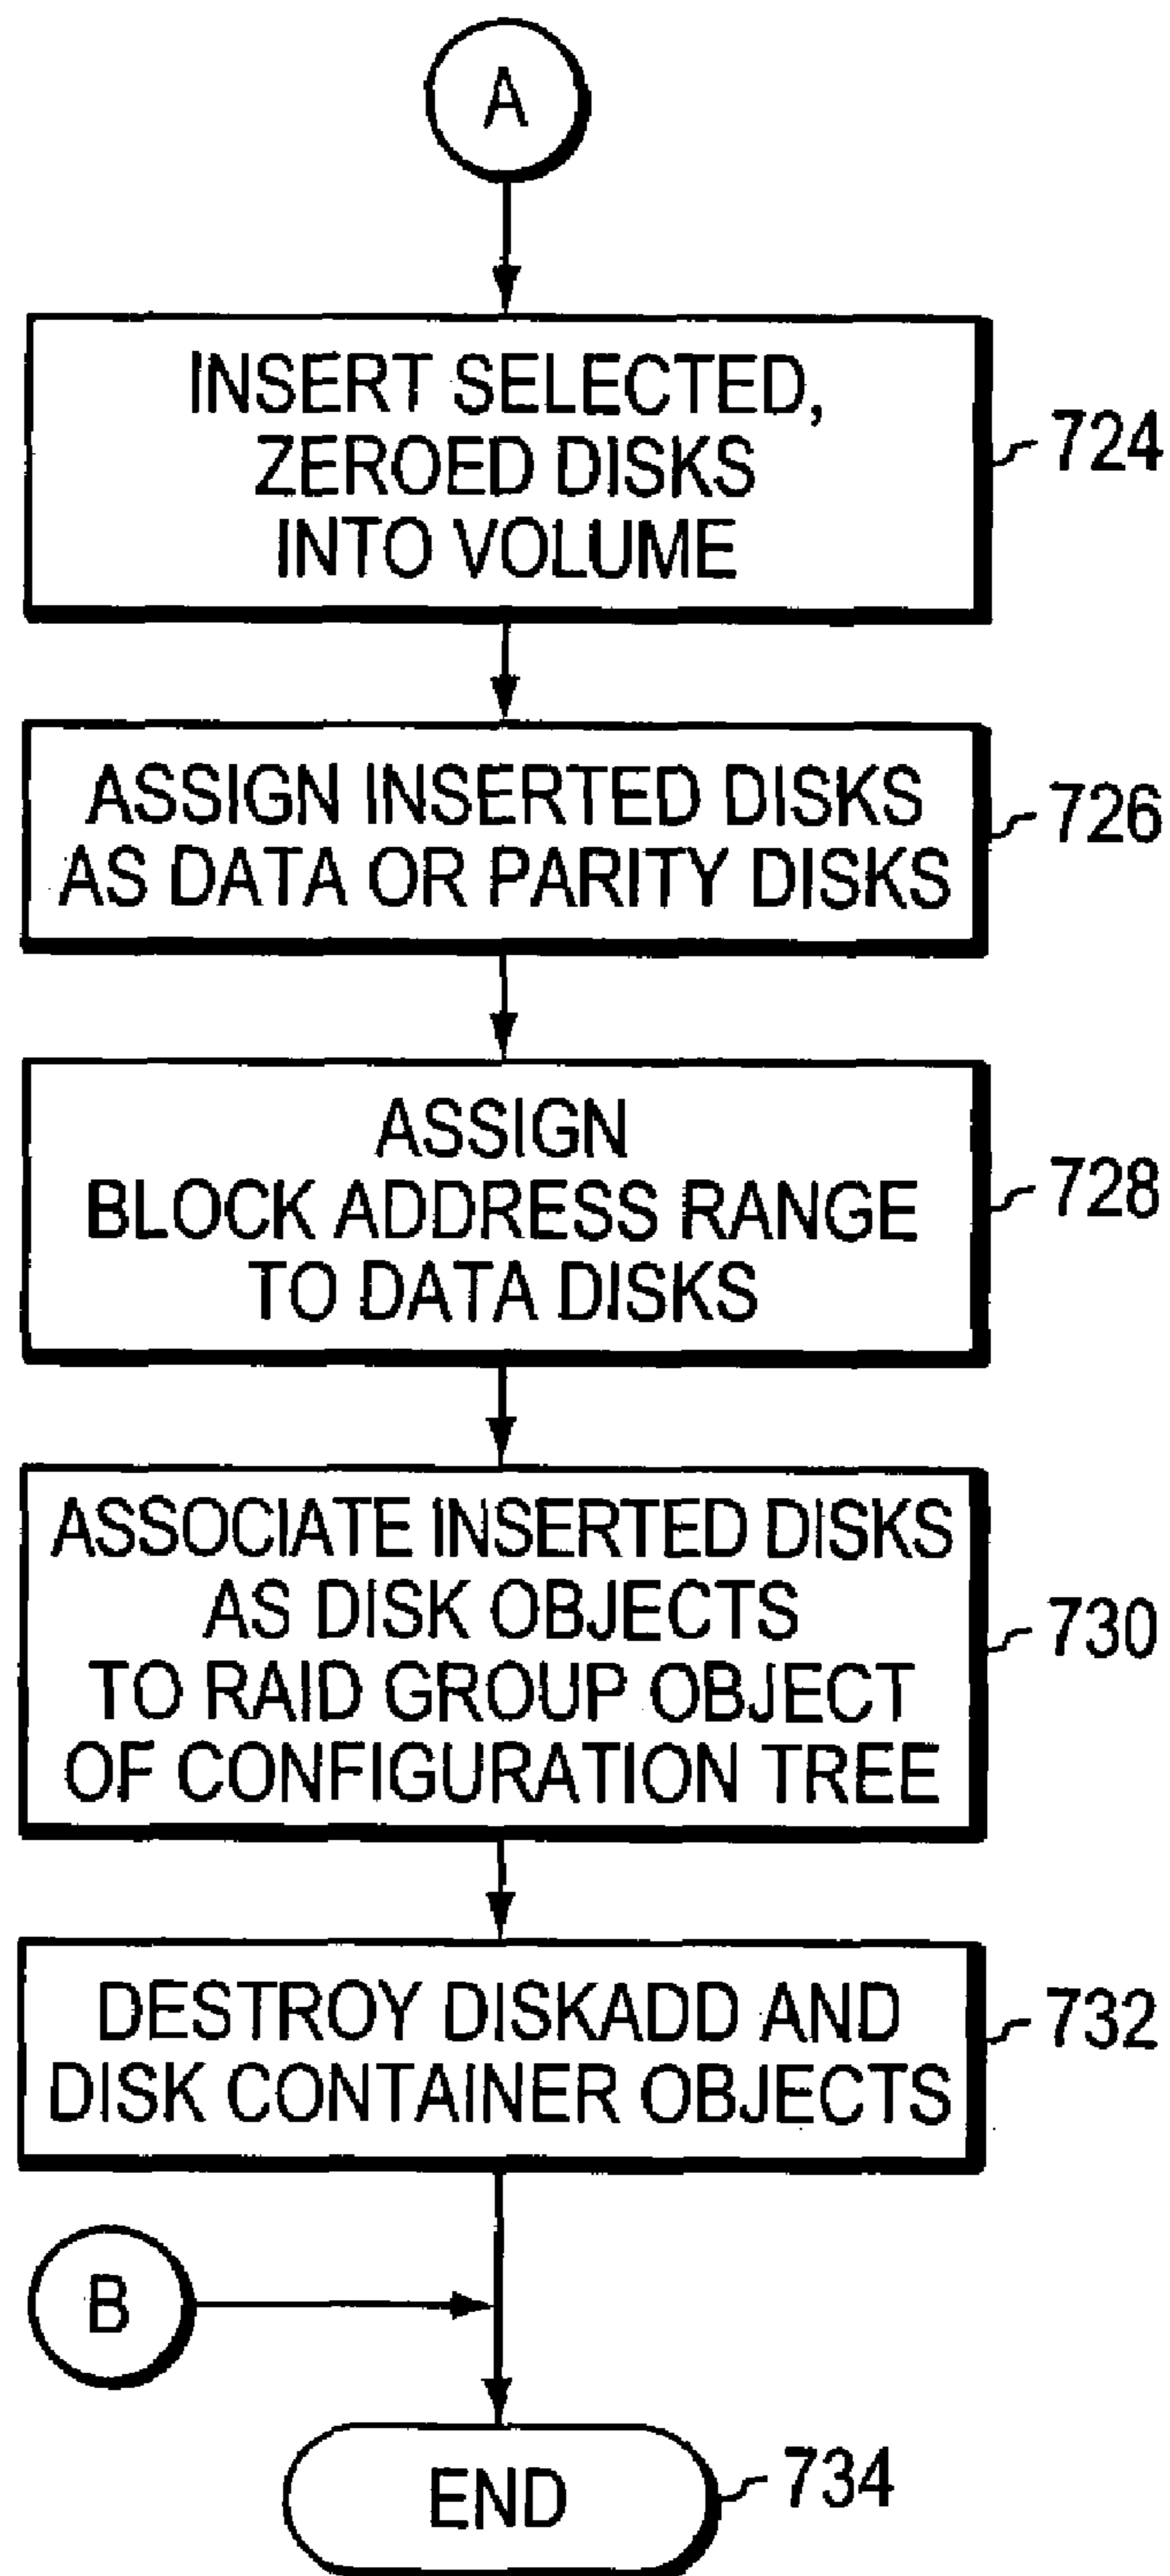 A
INSERT SELECTED,
ZEROED DISKS
INTO VOLUME
724
ASSIGN INSERTED DISKS
AS DATA OR PARITY DISKS
726
ASSIGN
BLOCK ADDRESS RANGE
TO DATA DISKS
728
ASSOCIATE INSERTED DISKS
AS DISK OBJECTS
TO RAID GROUP OBJECT
OF CONFIGURATION TREE
730
DESTROY DISKADD AND
DISK CONTAINER OBJECTS
732
B
END
734